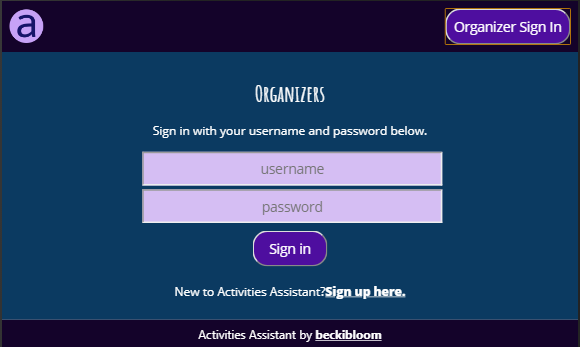 a
Organizer Sign In
Organizers
Sign in with your username and password below.
username
password
Sign in
New to Activities Assistant?Sign up here.
Activities Assistant by beckibloom